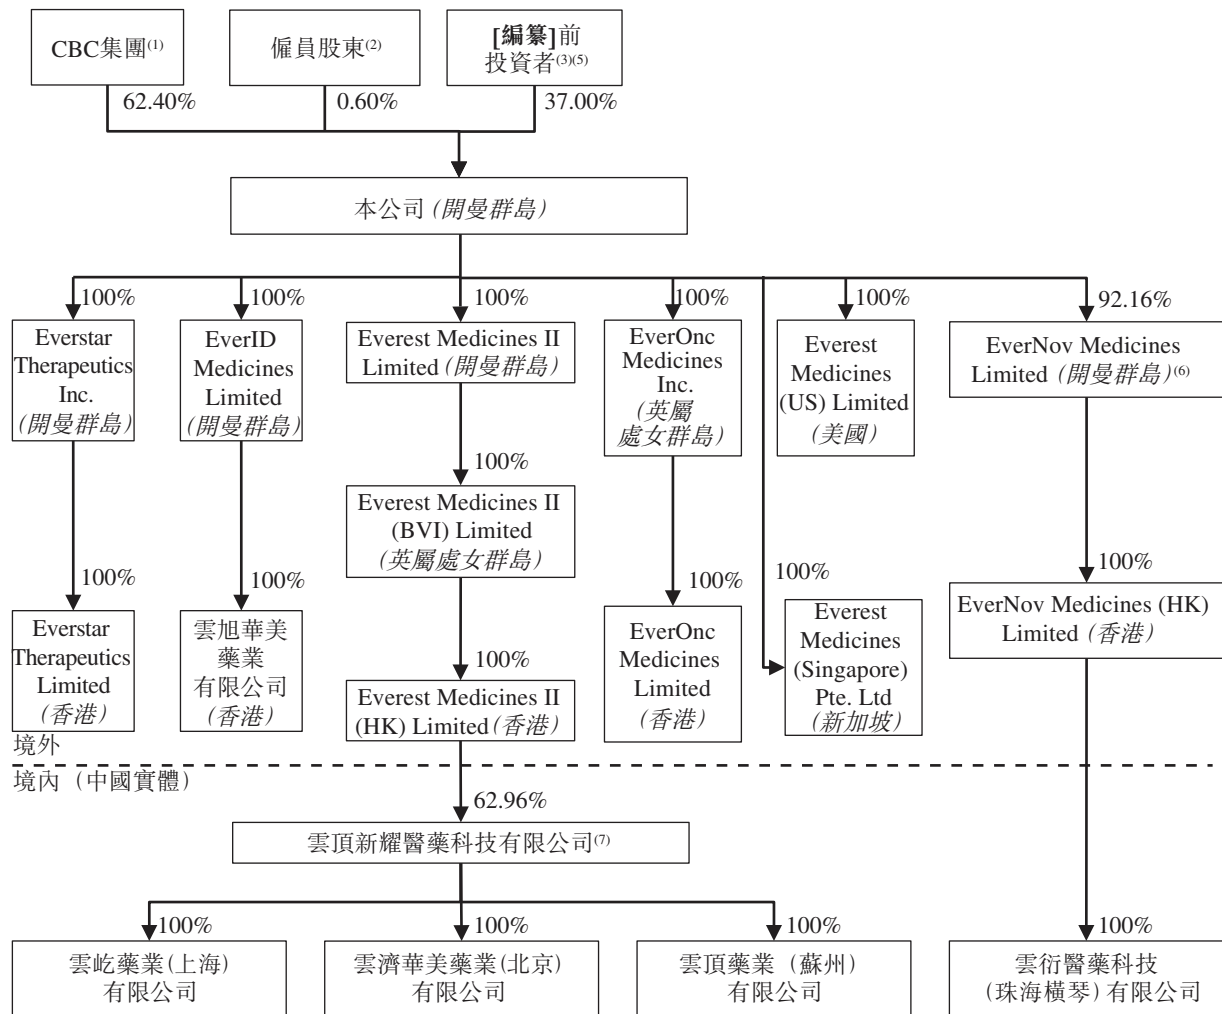 CBC集團(1)
僱員股東(2)
[編纂]前
投資者(3)(5)
62.40%
0.60%
37.00%
本公司(開曼群島)
100%
100%
100%
100%
100%
92.16%
Everstar
Therapeutics
Inc.
(開曼群島)
EverID
Medicines
Limited
(開曼群島)
Everest Medicines II
Limited (開曼群島)
EverOnc
Medicines
Inc.
(英屬
處女群島)
Everest
Medicines
(US) Limited
(美國)
EverNov Medicines
Limited (開曼群島)(6)
100%
Everest Medicines II
(BVI) Limited
(英屬處女群島)
100%
100%
100%
100%
100%
Everstar
Therapeutics
Limited
(香港)
雲旭華美
藥業
有限公司
(香港)
100%
Everest Medicines II
(HK) Limited (香港)
EverOnc
Medicines
Limited
(香港)
Everest
Medicines
(Singapore)
Pte. Ltd
(新加坡)
EverNov Medicines (HK)
Limited (香港)
境外
境內（中國實體）
62.96%
雲頂新耀醫藥科技有限公司(7)
100%
100%
100%
100%
雲屹藥業(上海)
有限公司
雲濟華美藥業(北京)
有限公司
雲頂藥業（蘇州）
有限公司
雲衍醫藥科技
（珠海橫琴）有限公司